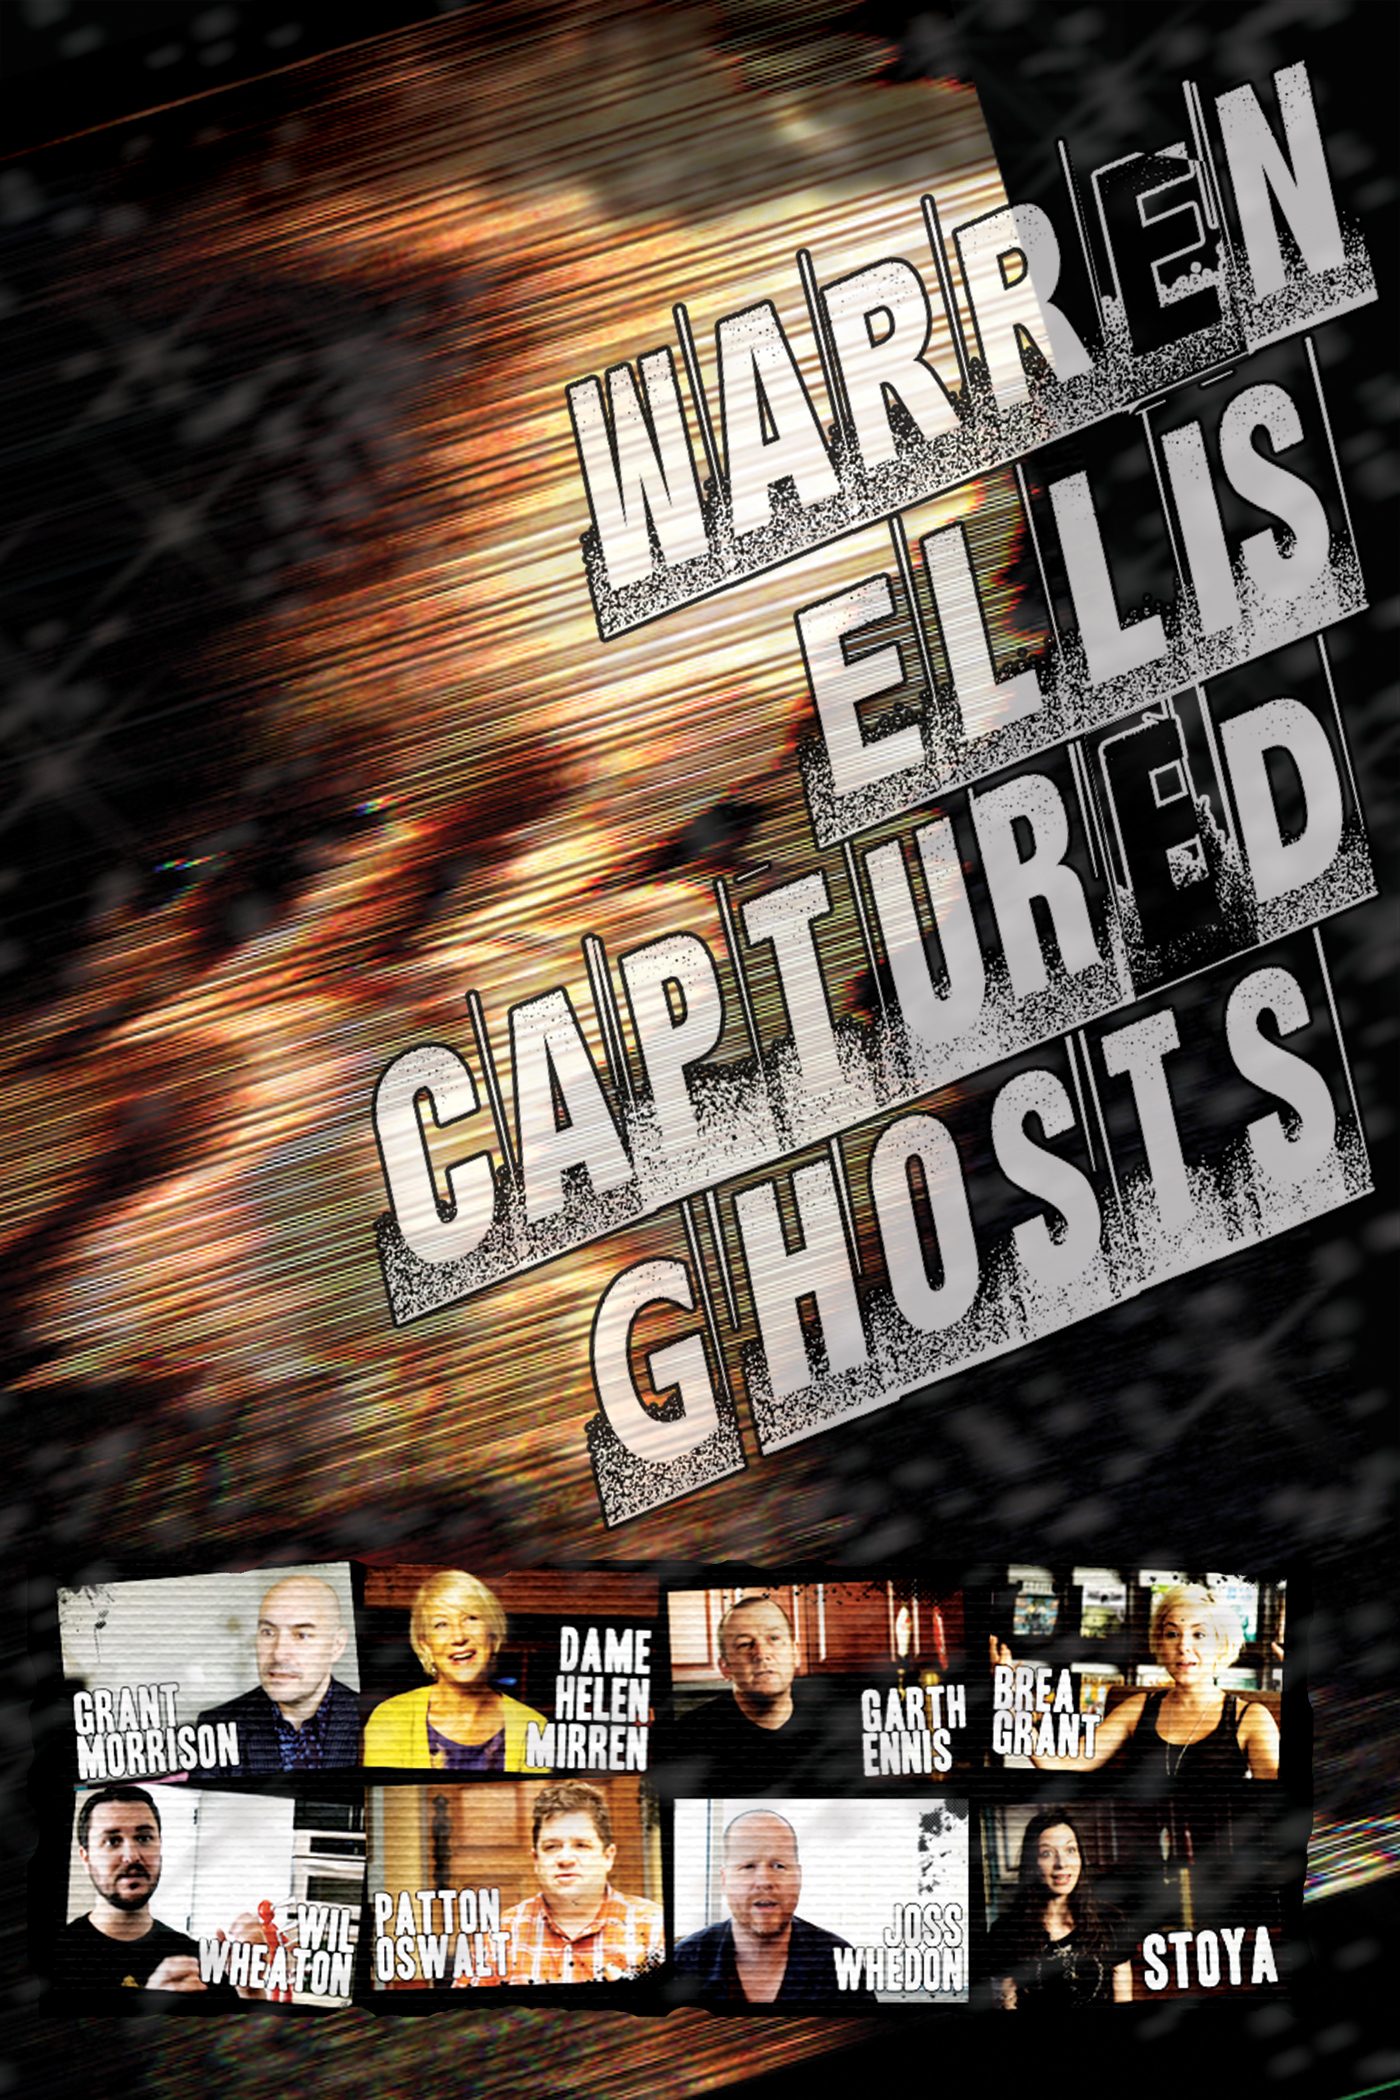 WARREN
ELLIS
CAPTURED
GHOSTS
GRANT
MORRISON
DAME
HELEN
MIRREN
GARTH
ENNIS
BREA
GRANT
WIL
WHEATON
PATTON
OSWALT
JOSS
WHEDON
STOYA